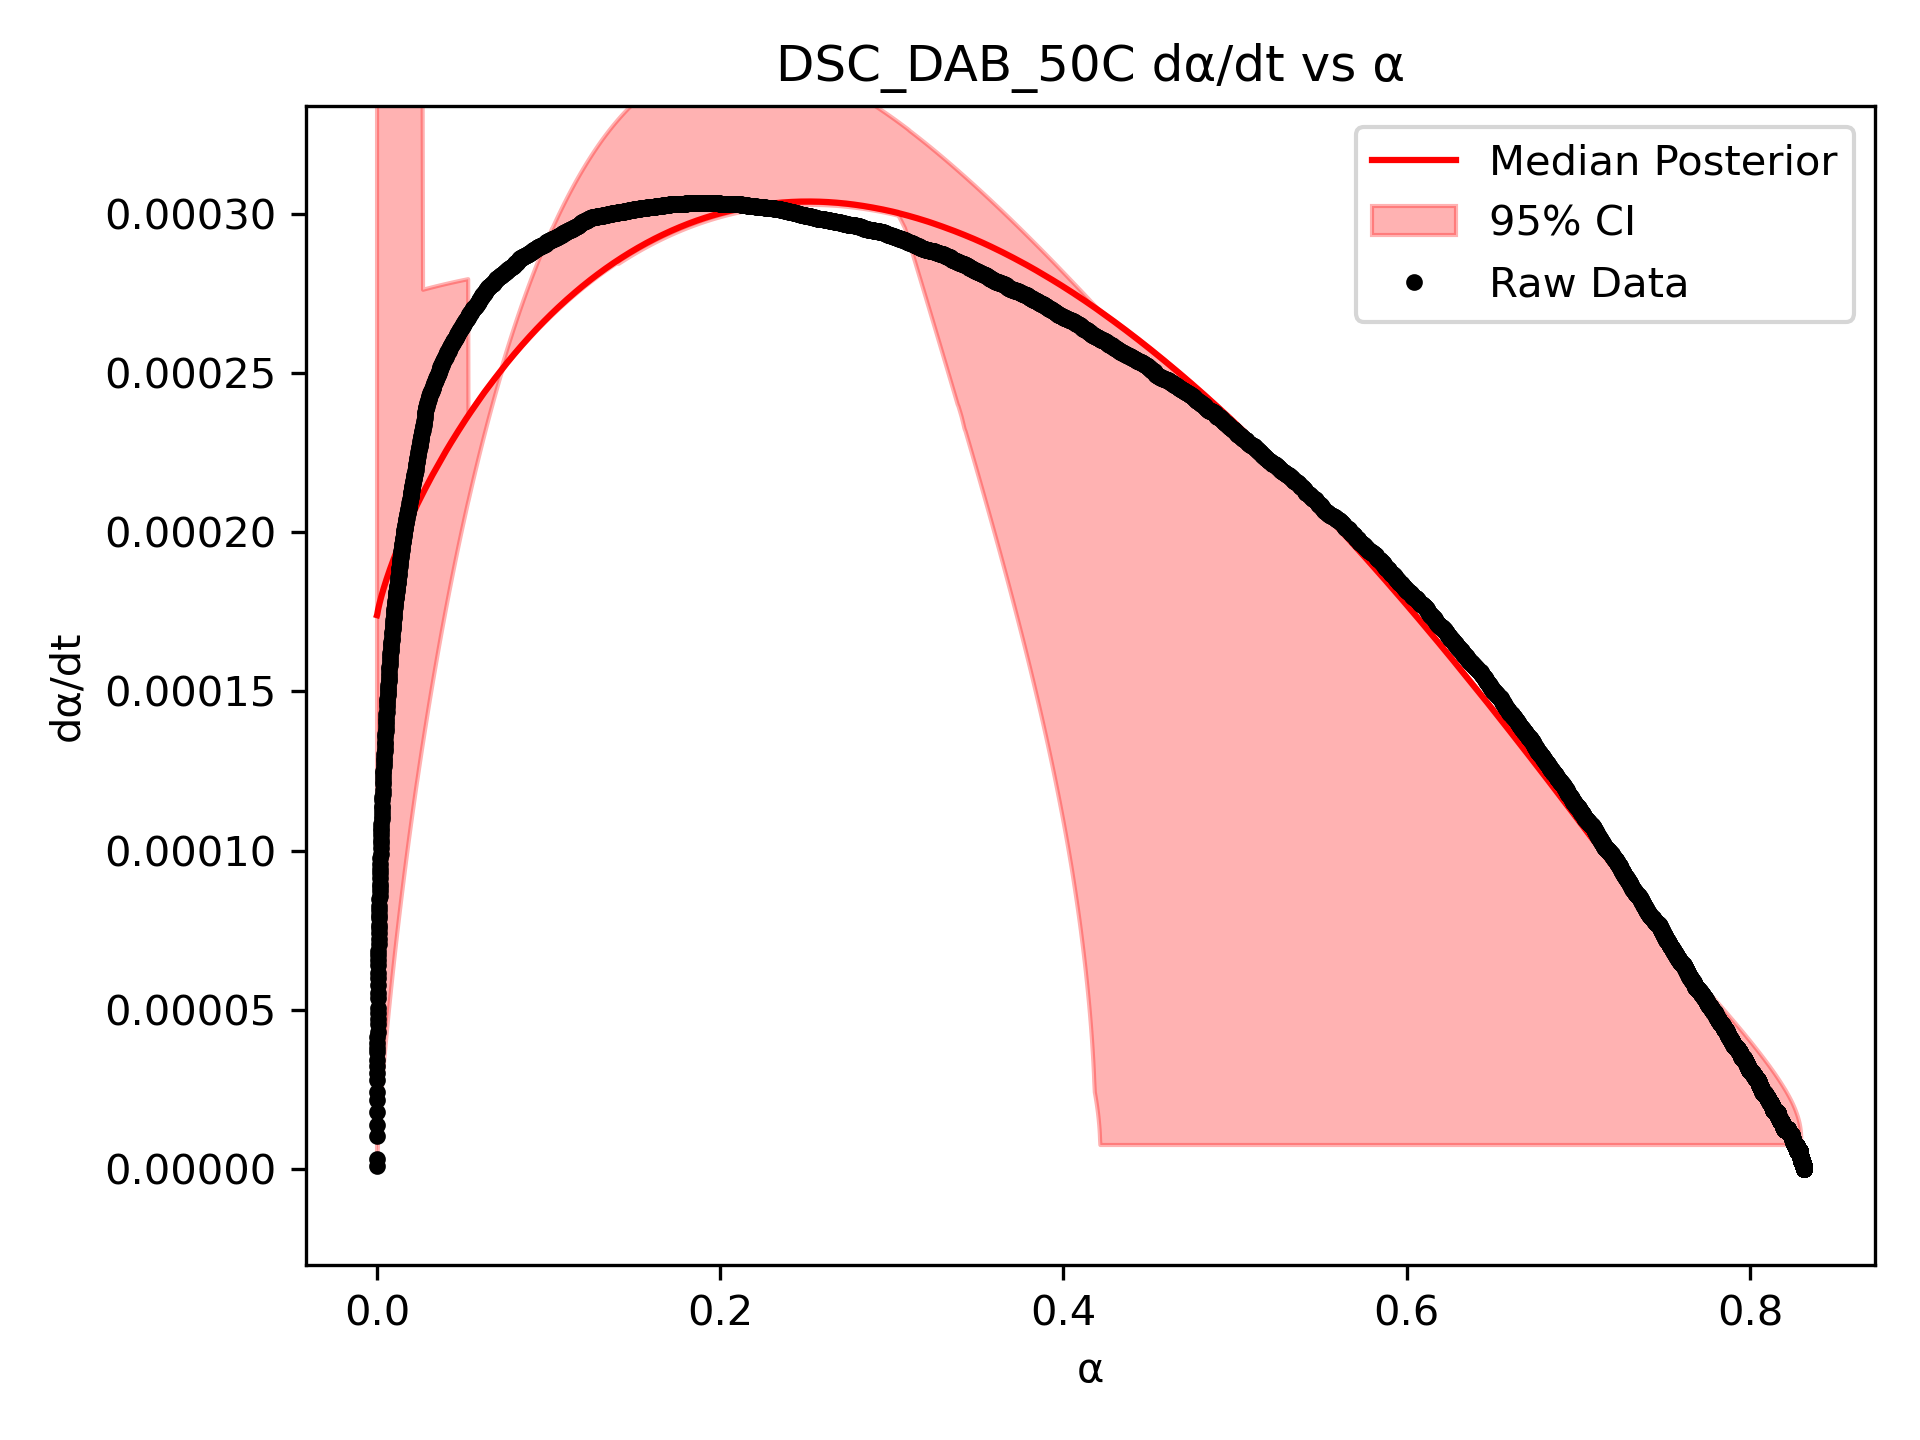 DSC_DAB_50C dα/dt vs α
Median Posterior
95% CI
Raw Data
dα/dt
0.00030
0.00025
0.00020
0.00015
0.00010
0.00005
0.00000
0.0 0.2 0.4 0.6 0.8
α